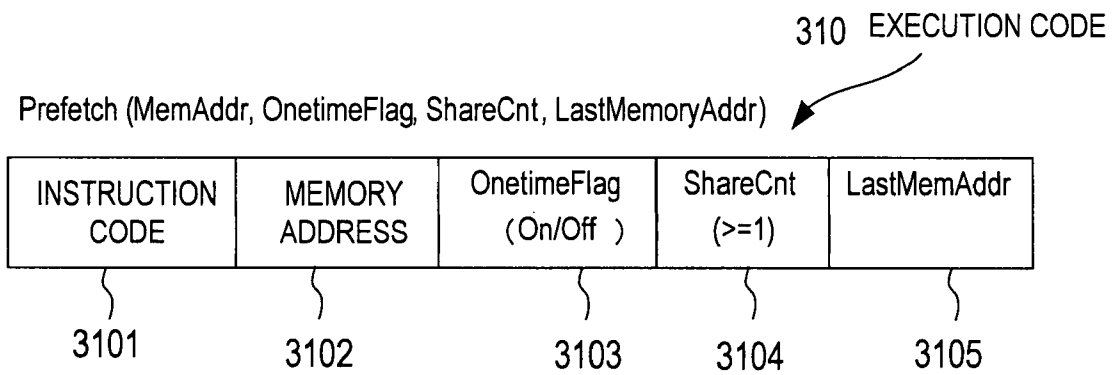 310 EXECUTION CODE
Prefetch (MemAddr, OnetimeFlag, ShareCnt, LastMemoryAddr)
INSTRUCTION CODE
MEMORY ADDRESS
OnetimeFlag (On/Off )
ShareCnt (>=1)
LastMemAddr
3101 3102 3103 3104 3105